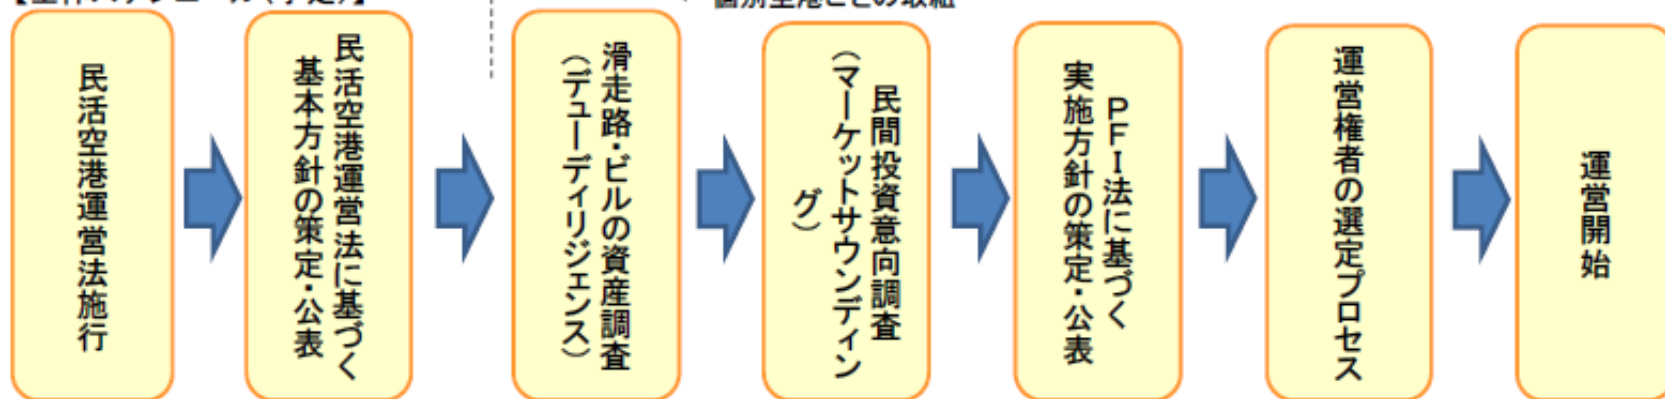 民活空港運営法施行
民活空港運営法に基づく
基本方針の策定・公表
滑走路・ビルの資産調査
（デューディリジェンス）
民間投資意向調査
（マーケットサウンディン
グ）
ＰＦＩ法に基づく
実施方針の策定・公表
運営権者の選定プロセス
運営開始